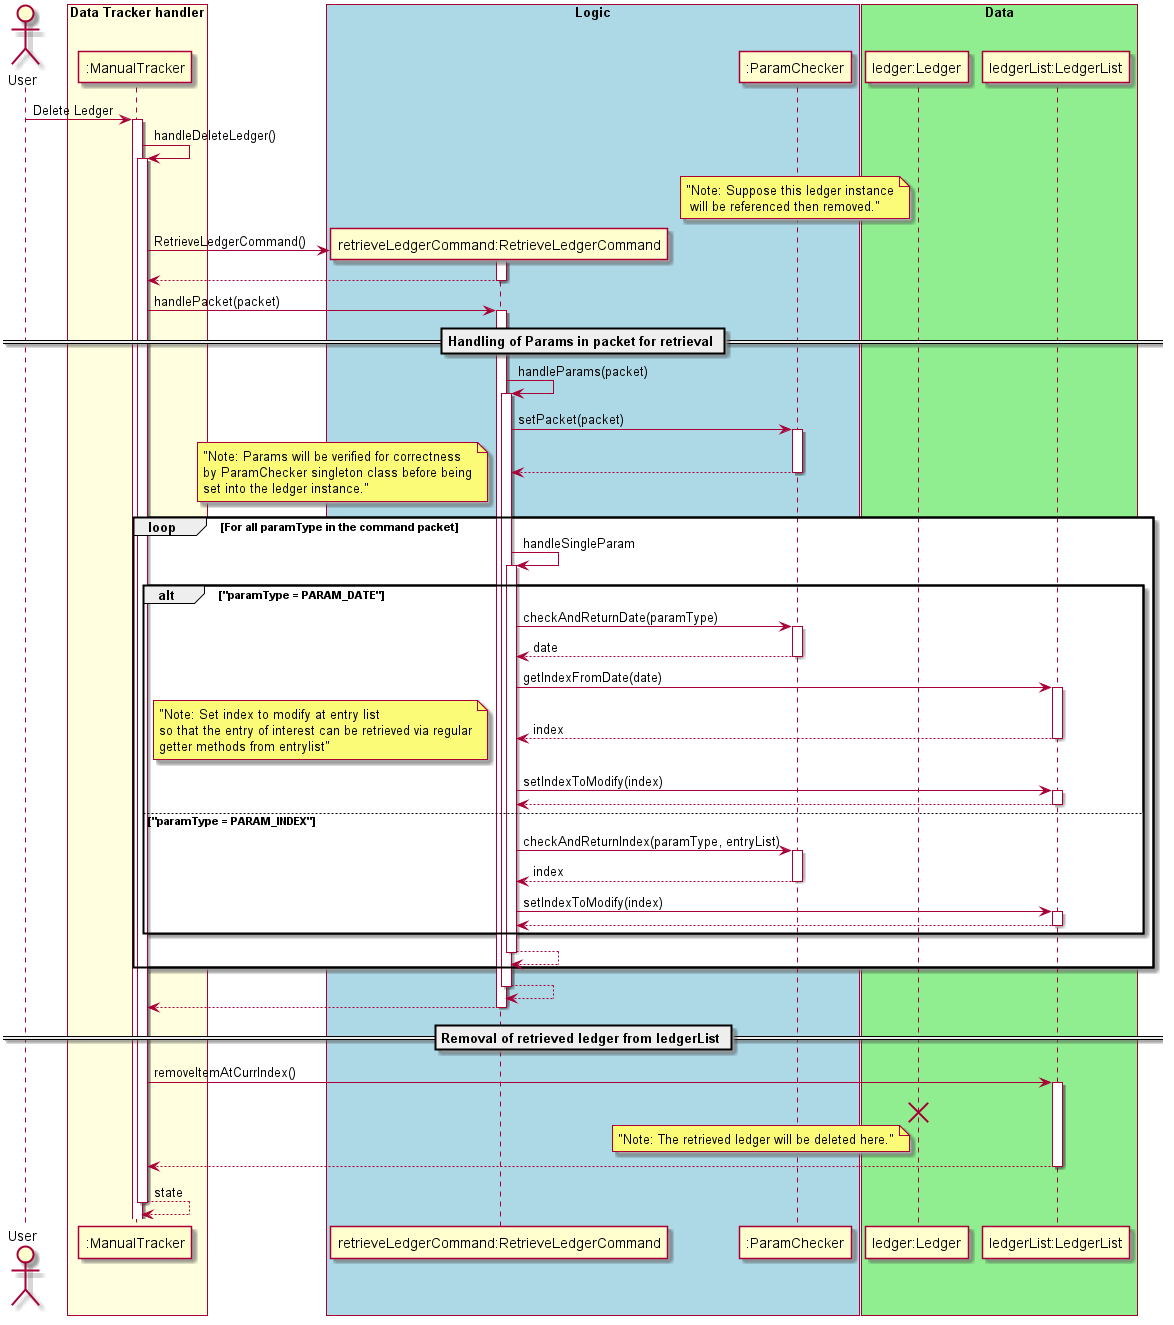 Data Tracker handler
Logic
Data
User
:ManualTracker
:ParamChecker
ledger:Ledger
ledgerList:LedgerList
Delete Ledger
handleDeleteLedger()
"Note: Suppose this ledger instance
will be referenced then removed."
RetrieveLedgerCommand()
retrieveLedgerCommand:RetrieveLedgerCommand
handlePacket(packet)
Handling of Params in packet for retrieval
handleParams(packet)
setPacket(packet)
"Note: Params will be verified for correctness
by ParamChecker singleton class before being
set into the ledger instance."
loop
[For all paramType in the command packet]
handleSingleParam
alt
["paramType = PARAM_DATE"]
checkAndReturnDate(paramType)
date
getIndexFromDate(date)
"Note: Set index to modify at entry list
so that the entry of interest can be retrieved via regular
getter methods from entrylist"
index
setIndexToModify(index)
["paramType = PARAM_INDEX"]
checkAndReturnIndex(paramType, entryList)
index
setIndexToModify(index)
Removal of retrieved ledger from ledgerList
removeItemAtCurrIndex()
"Note: The retrieved ledger will be deleted here."
state
User
:ManualTracker
retrieveLedgerCommand:RetrieveLedgerCommand
:ParamChecker
ledger:Ledger
ledgerList:LedgerList